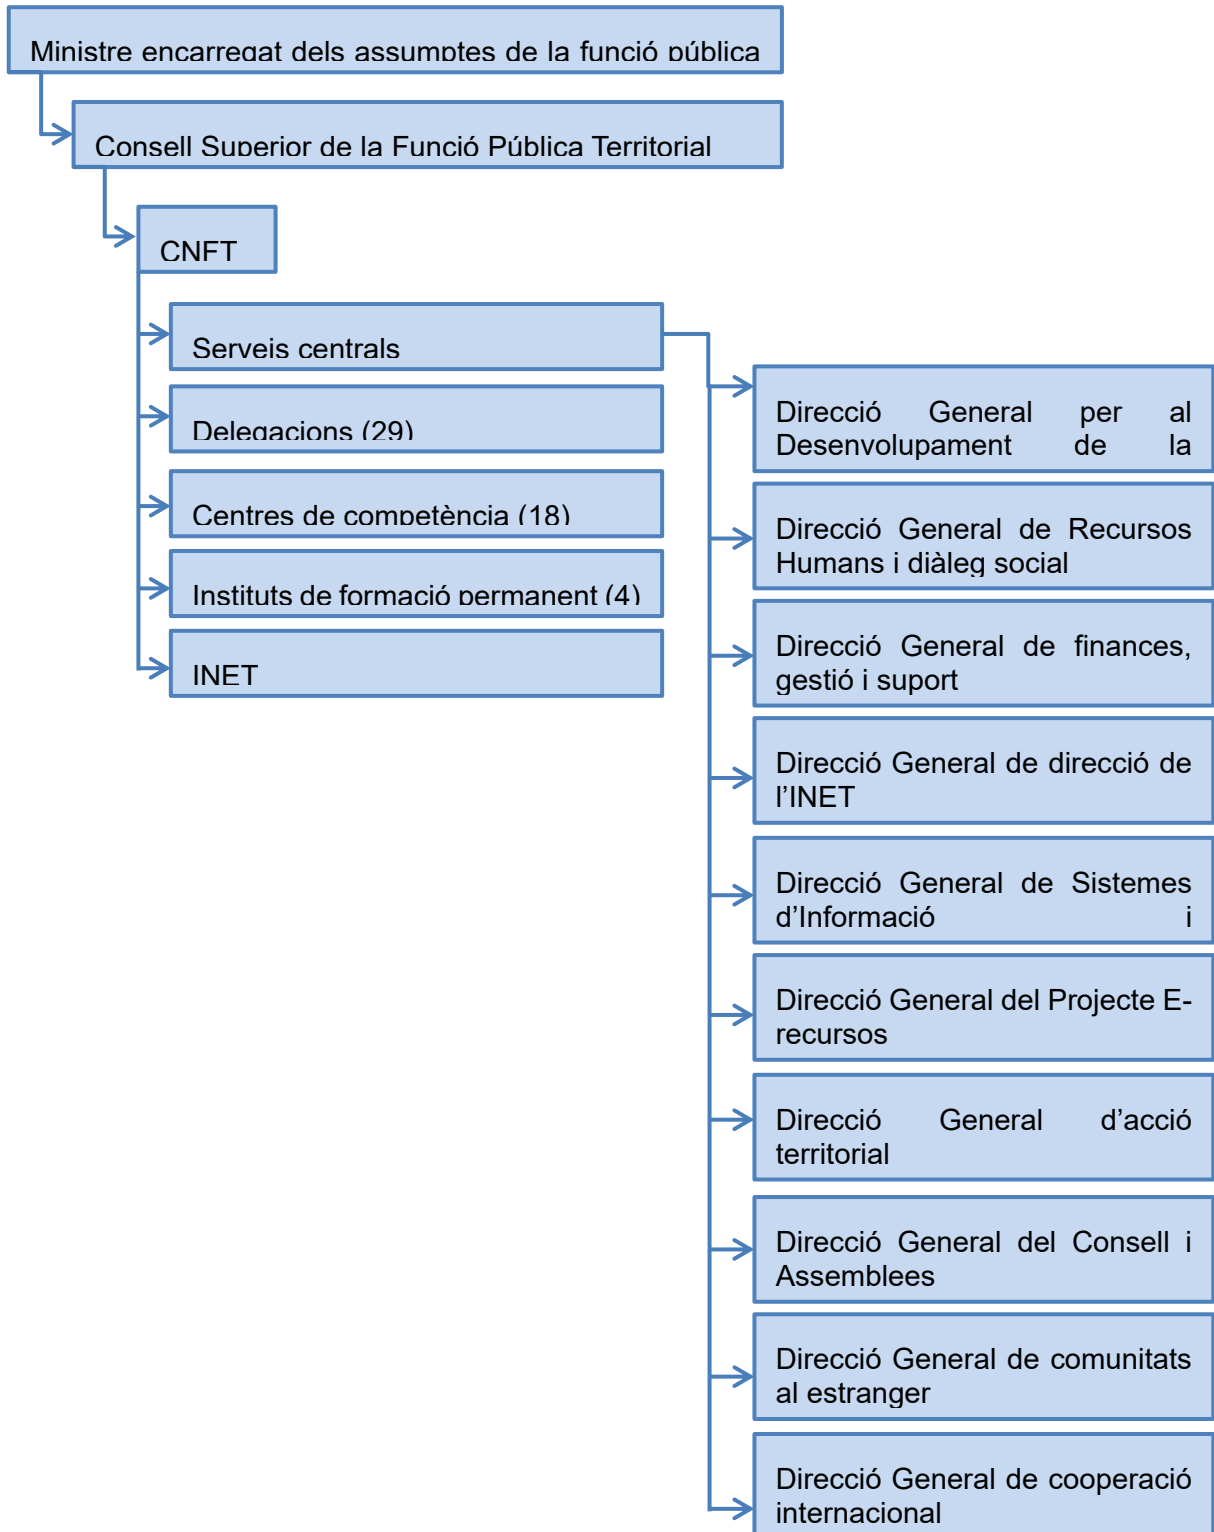 Ministre encarregat dels assumptes de la funció pública
Consell Superior de la Funció Pública Territorial
CNFT
Serveis centrals
Delegacions (29)
Centres de competència (18)
Instituts de formació permanent (4)
INET
Direcció General per al
Desenvolupament de la
Direcció General de Recursos
Humans i diàleg social
Direcció General de finances,
gestió i suport
Direcció General de direcció de
l’INET
Direcció General de Sistemes
d’Informació i
Direcció General del Projecte E-
recursos
Direcció General d’acció
territorial
Direcció General del Consell i
Assemblees
Direcció General de comunitats
al estranger
Direcció General de cooperació
internacional